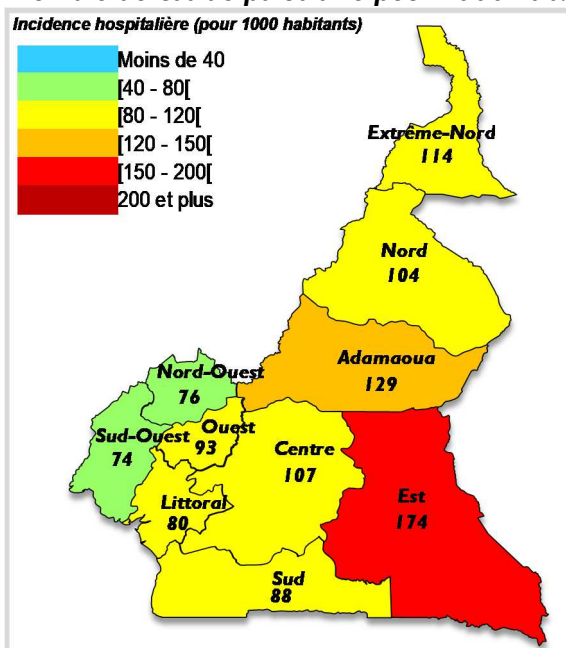 Incidence hospitalière (pour 1000 habitants)
Moins de 40
[40 - 80[
[80 - 120[
[120 - 150[
[150 - 200[
200 et plus
Extrême-Nord
114
Nord
104
Adamaoua
129
Nord-Ouest
76
Ouest
93
Sud-Ouest
74
Centre
107
Littoral
80
Est
174
Sud
88